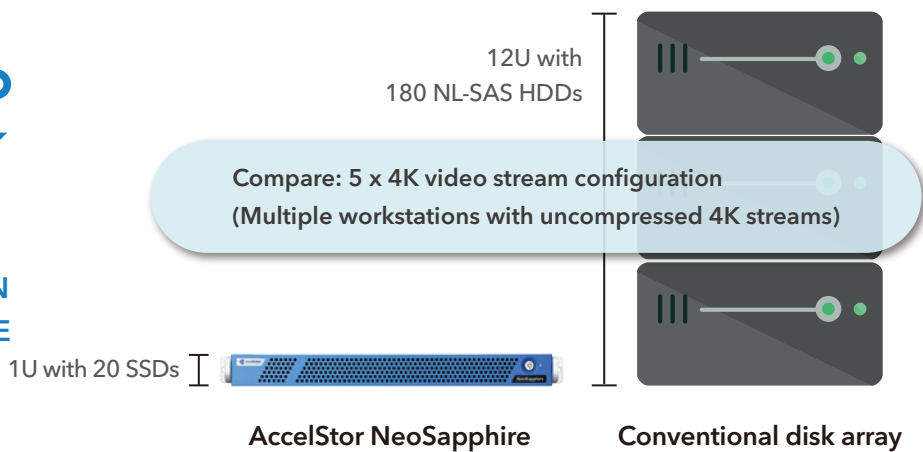 12U with
180 NL-SAS HDDs
Compare: 5 x 4K video stream configuration
(Multiple workstations with uncompressed 4K streams)
1U with 20 SSDs
NeoSapphire
AccelStor NeoSapphire
Conventional disk array